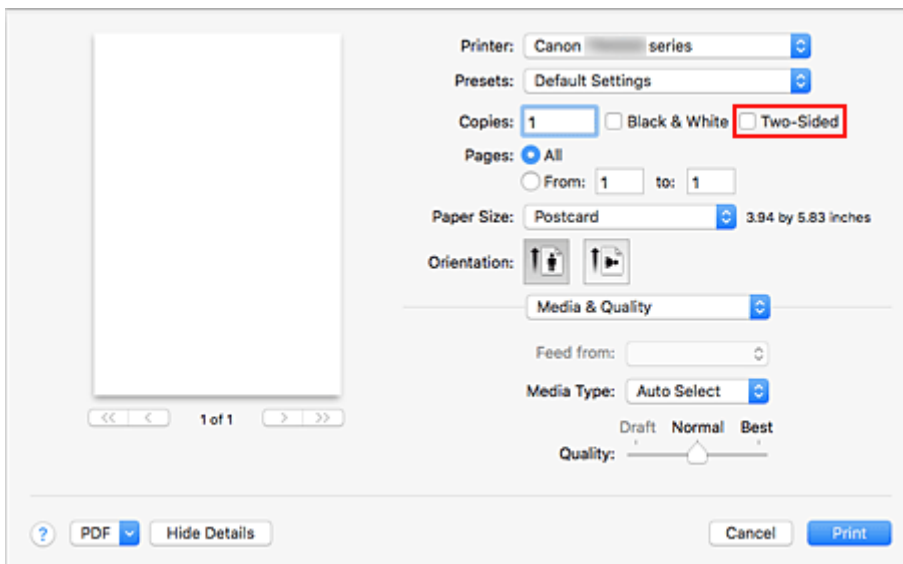 Printer: Canon series
Presets: Default Settings
Copies: 1 Black & White Two-Sided
Pages: All
From: 1 to: 1
Paper Size: Postcard 3.94 by 5.83 inches
Orientation:
Media & Quality
Feed from:
Media Type: Auto Select
<< < 1 of 1 > >>
Draft Normal Best
Quality:
? PDF Hide Details Cancel Print